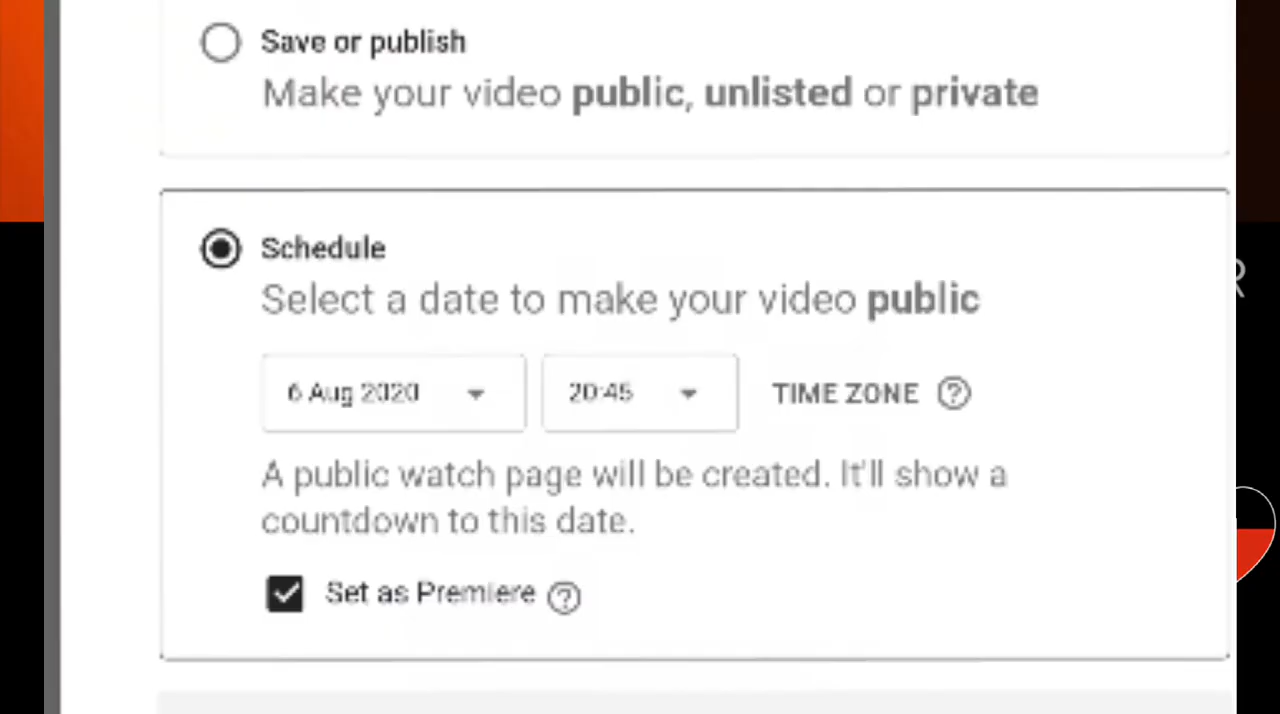 Save or publish
Make your video public, unlisted or private
Schedule
Select a date to make your video public
6 Aug 2020
20:45
TIME ZONE
A public watch page will be created. It'll show a
countdown to this date.
Set as Premiere
R